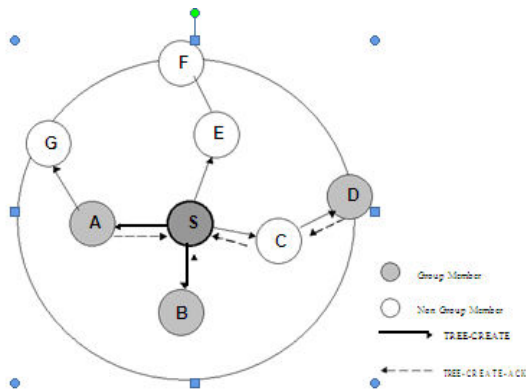 F
G
E
D
A
S
C
B
Group Member
Non Group Member
TREE-CREATE
TREE-CREATE-ACK